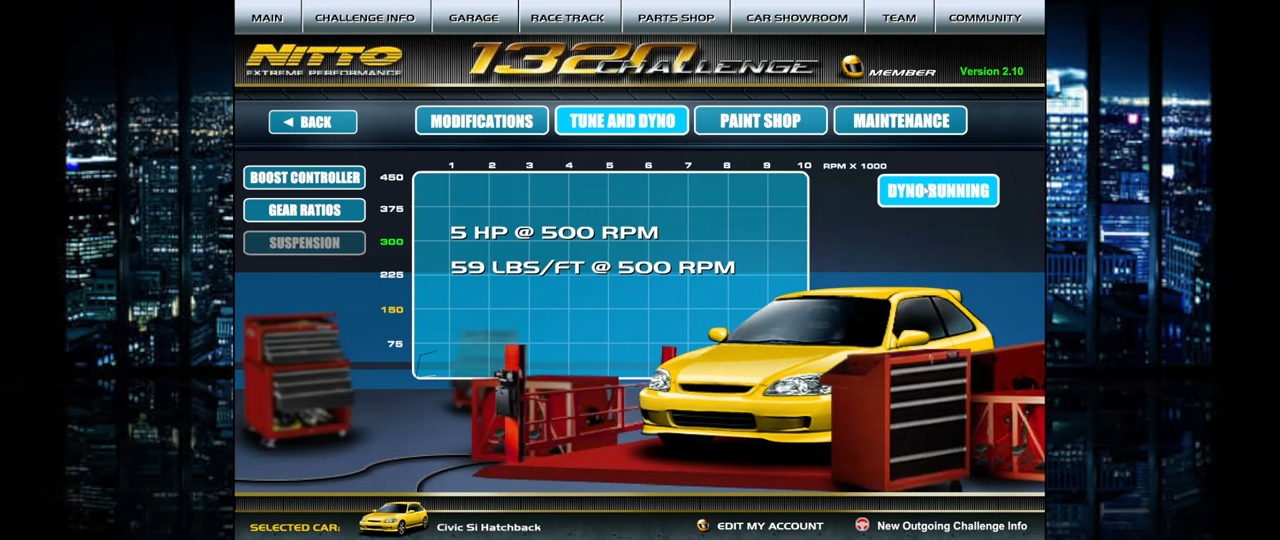 MAIN CHALLENGE INFO GARAGE RACE TRACK PARTS SHOP CAR SHOWROOM TEAM COMMUNITY
NITTO
EXTREME PERFORMANCE
1320 CHALLENGE
MEMBER
Version 2.10
BACK
MODIFICATIONS
TUNE AND DYNO
PAINT SHOP
MAINTENANCE
1 2 3 4 5 6 7 8 9 10 RPM X 1000
BOOST CONTROLLER
GEAR RATIOS
SUSPENSION
450
375
300
225
150
75
DYNO RUNNING
5 HP @ 500 RPM
59 LBS/FT @ 500 RPM
SELECTED CAR:
Civic Si Hatchback
EDIT MY ACCOUNT
New Outgoing Challenge Info